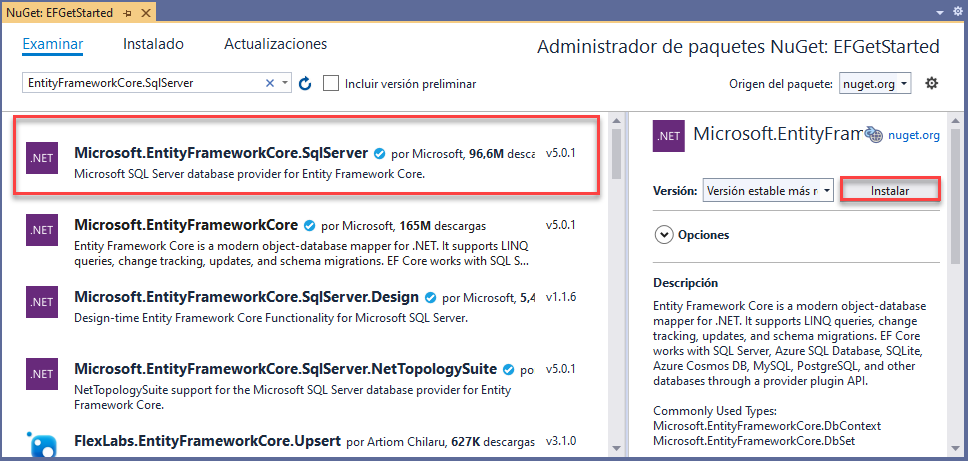 NuGet: EFGetStarted
Examinar Instalado Actualizaciones
Administrador de paquetes NuGet: EFGetStarted
EntityFrameworkCore.SqlServer
Incluir versión preliminar
Origen del paquete: nuget.org
.NET
Microsoft.EntityFrameworkCore.SqlServer por Microsoft, 96,6M desca v5.0.1
Microsoft SQL Server database provider for Entity Framework Core.
.NET
Microsoft.EntityFrameworkCore por Microsoft, 165M descargas v5.0.1
Entity Framework Core is a modern object-database mapper for .NET. It supports LINQ
queries, change tracking, updates, and schema migrations. EF Core works with SQL S...
.NET
Microsoft.EntityFrameworkCore.SqlServer.Design por Microsoft, 5,4 v1.1.6
Design-time Entity Framework Core Functionality for Microsoft SQL Server.
.NET
Microsoft.EntityFrameworkCore.SqlServer.NetTopologySuite po v5.0.1
NetTopologySuite support for the Microsoft SQL Server database provider for Entity
Framework Core.
FlexLabs.EntityFrameworkCore.Upsert por Artiom Chilaru, 627K descargas v3.1.0
.NET
Microsoft.EntityFram nuget.org
Versión: Versión estable más r Instalar
Opciones
Descripción
Entity Framework Core is a modern object-database
mapper for .NET. It supports LINQ queries, change
tracking, updates, and schema migrations. EF Core
works with SQL Server, Azure SQL Database, SQLite,
Azure Cosmos DB, MySQL, PostgreSQL, and other
databases through a provider plugin API.
Commonly Used Types:
Microsoft.EntityFrameworkCore.DbContext
Microsoft.EntityFrameworkCore.DbSet